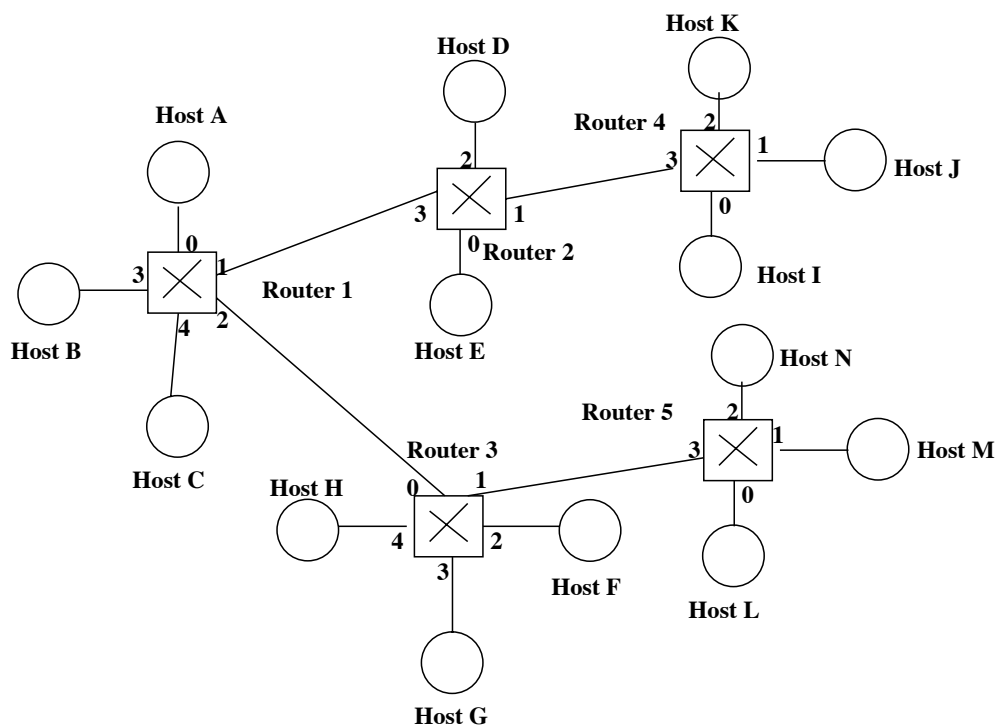 Host K
Host D
Host A
Router 4
2
1
2
3
Host J
3
1
0
0
Router 2
0
3
1
Router 1
Host I
2
4
Host B
Host E
Host N
Router 5
2
1
Router 3
3
Host M
Host C
Host H
0
1
0
4
2
3
Host F
Host L
Host G